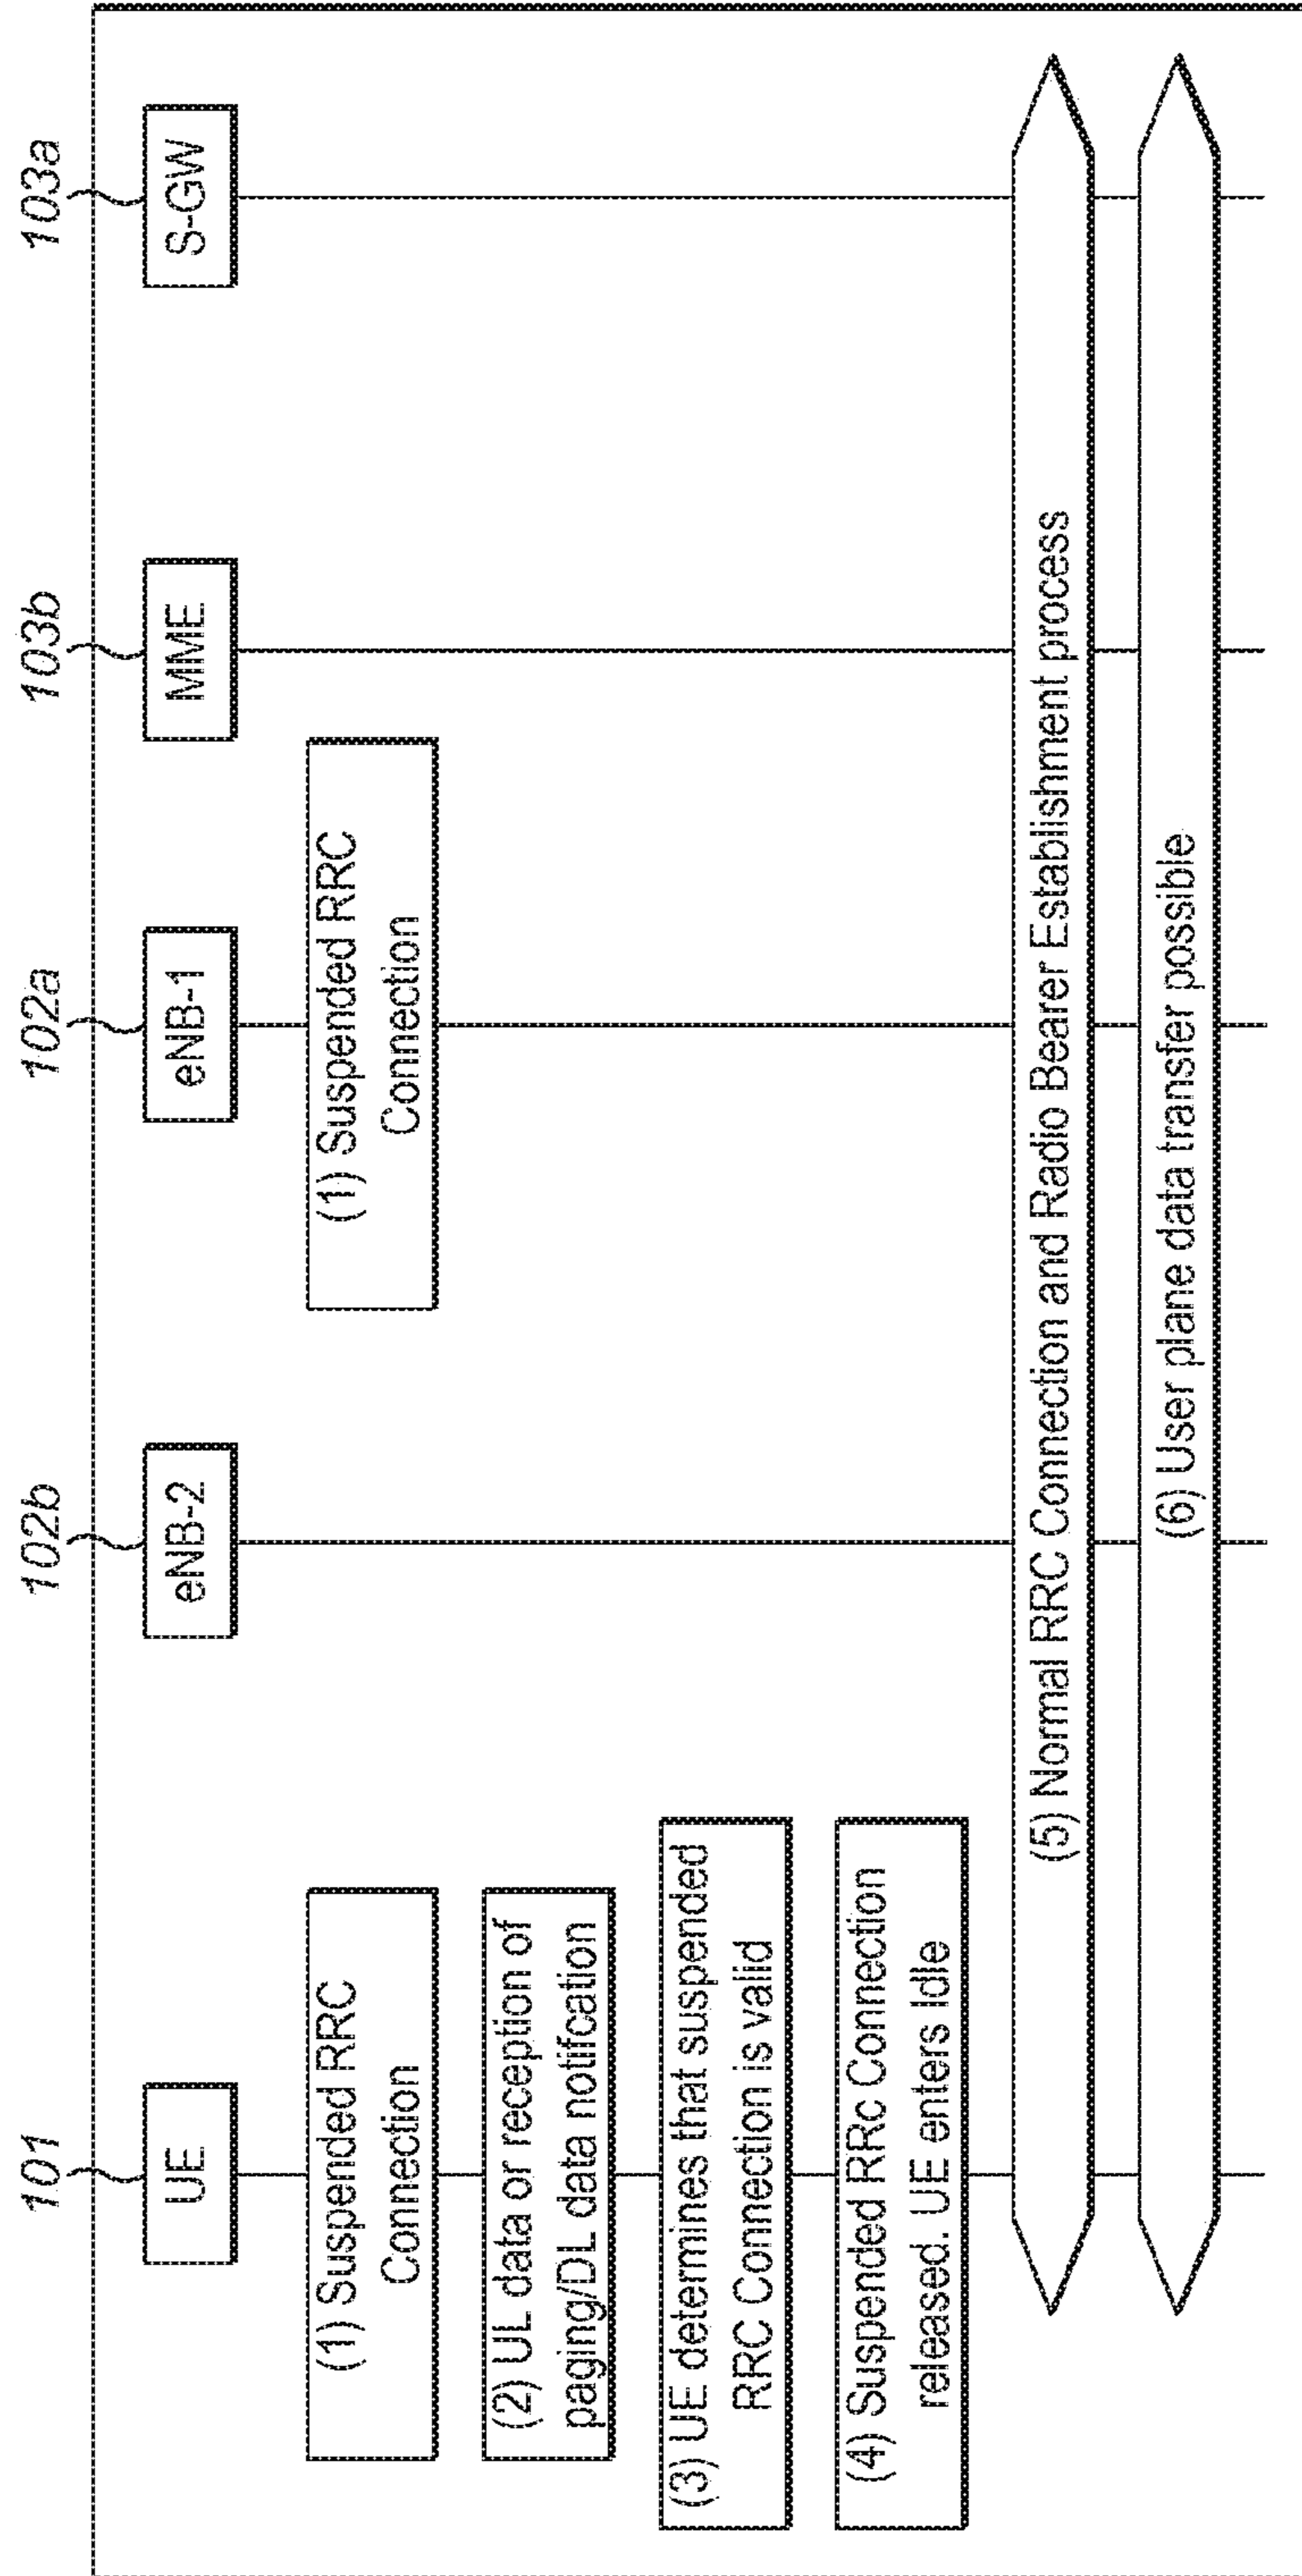 101
102b
102a
103b
103a
UE
eNB-2
eNB-1
MME
S-GW
(1) Suspended RRC
Connection
(1) Suspended RRC
Connection
(2) UL data or reception of
paging/DL data notifcation
(3) UE determines that suspended
RRC Connection is valid
(4) Suspended RRc Connection
released. UE enters Idle
(5) Normal RRC Connection and Radio Bearer Establishment process
(6) User plane data transfer possible